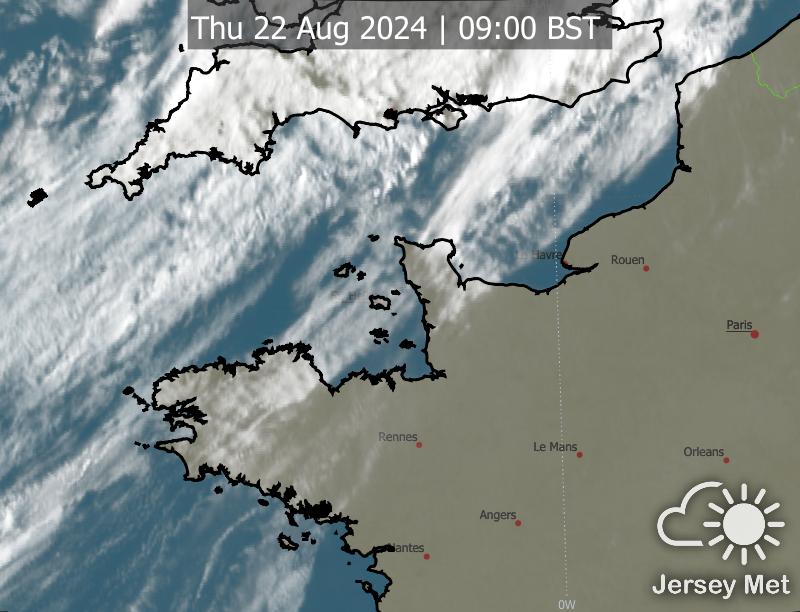 Thu 22 Aug 2024 | 09:00 BST
Havre
Rouen
Paris
Rennes
Le Mans
Orleans
Angers
Nantes
0W
Jersey Met